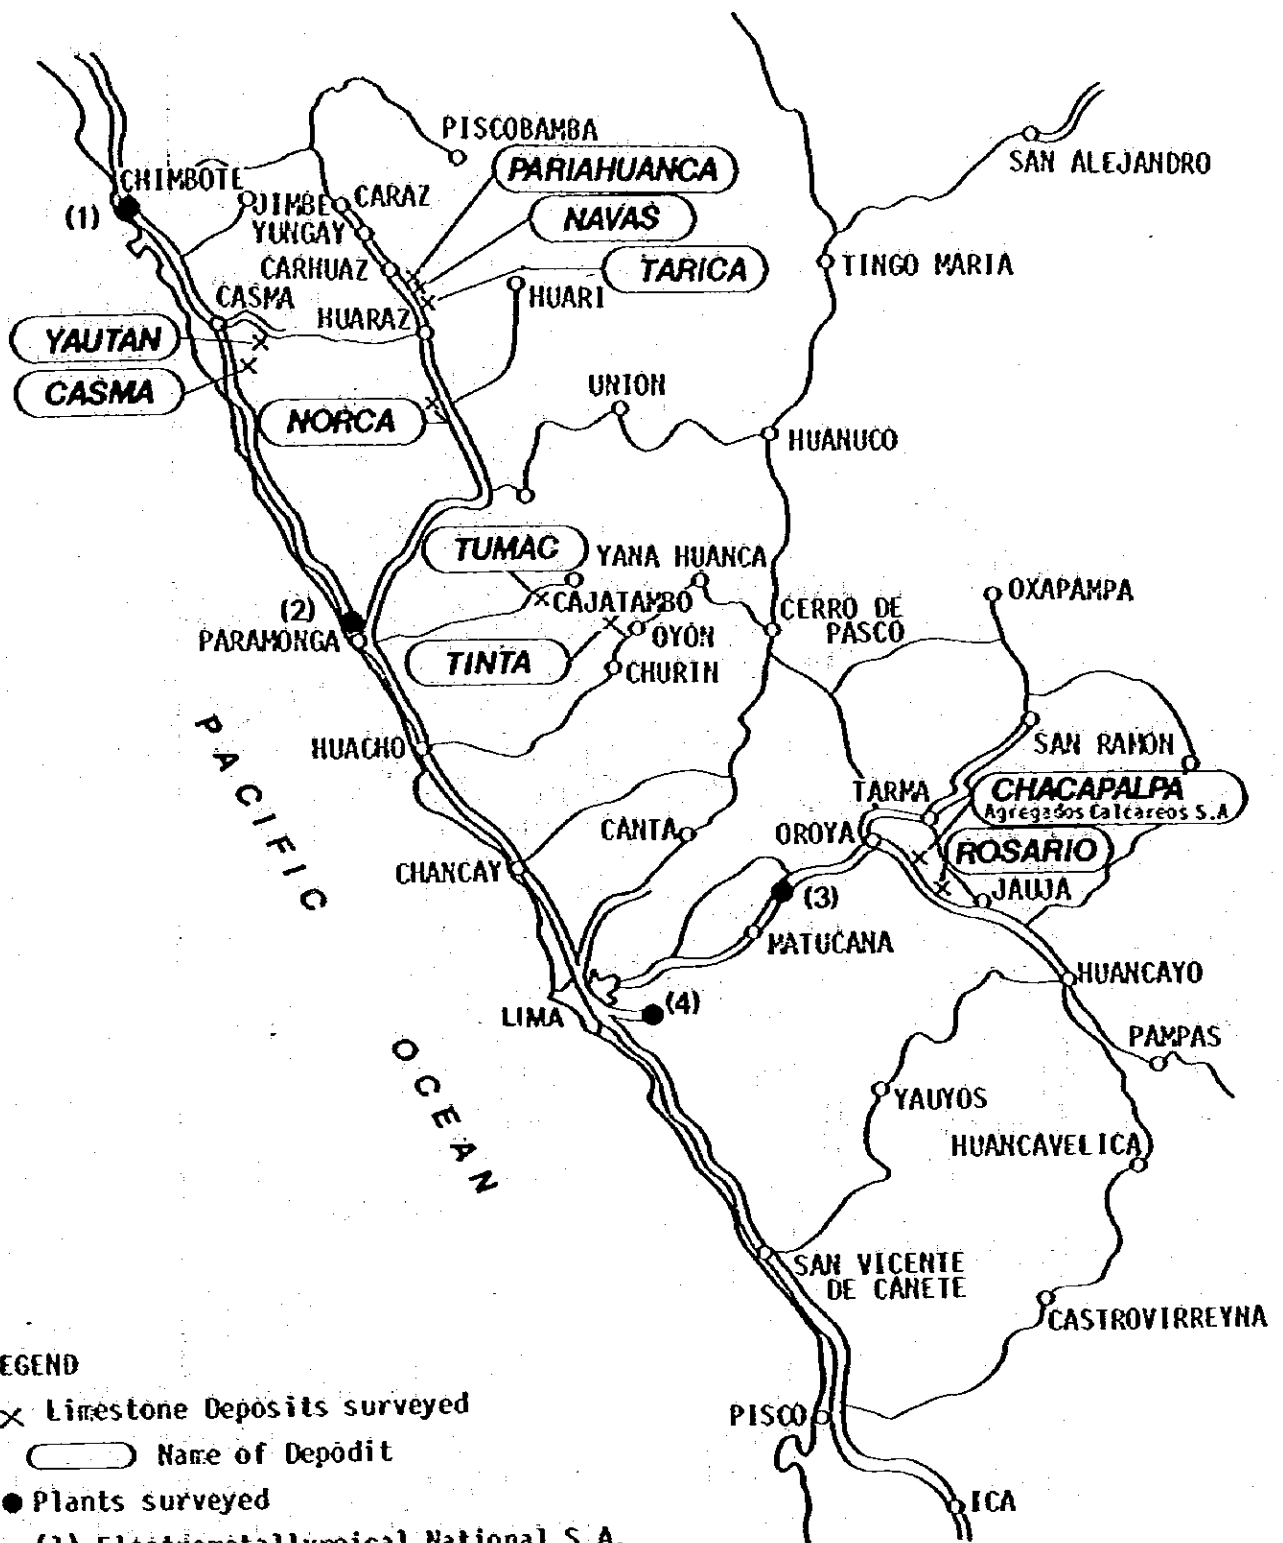 PISCOBAMBA
SAN ALEJANDRO
PARIAHUANCA
CHIMBOTE
(1)
JIMBE
CARAZ
NAVAS
YUNGAY
CARHUAZ
TARICA
TINGO MARIA
HUARI
CASMA
HUARAZ
YAUTAN
CASMA
UNION
NORCA
HUANUCO
TUMAC
YANA HUANCA
OXAPAMPA
CAJATAMBO
(2)
CERRO DE
PASCO
PARAMONGA
OYON
TINTA
CHURIN
PACIFIC
HUACHO
SAN RAMON
TARMA
CHACAPALPA
Agregados Calcareos S.A
CANTA
OROYA
ROSARIO
CHANCAY
JAUJA
(3)
MATUCANA
HUANCAYO
(4)
LIMA
PAMPAS
OCEAN
YAUYOS
HUANCAVELICA
SAN VICENTE
DE CANETE
CASTROVIRREYNA
EGEND
Limestone Deposits surveyed
PISCO
Name of Depodit
Plants surveyed
ICA
(1) Electrometallurgical National S.A.